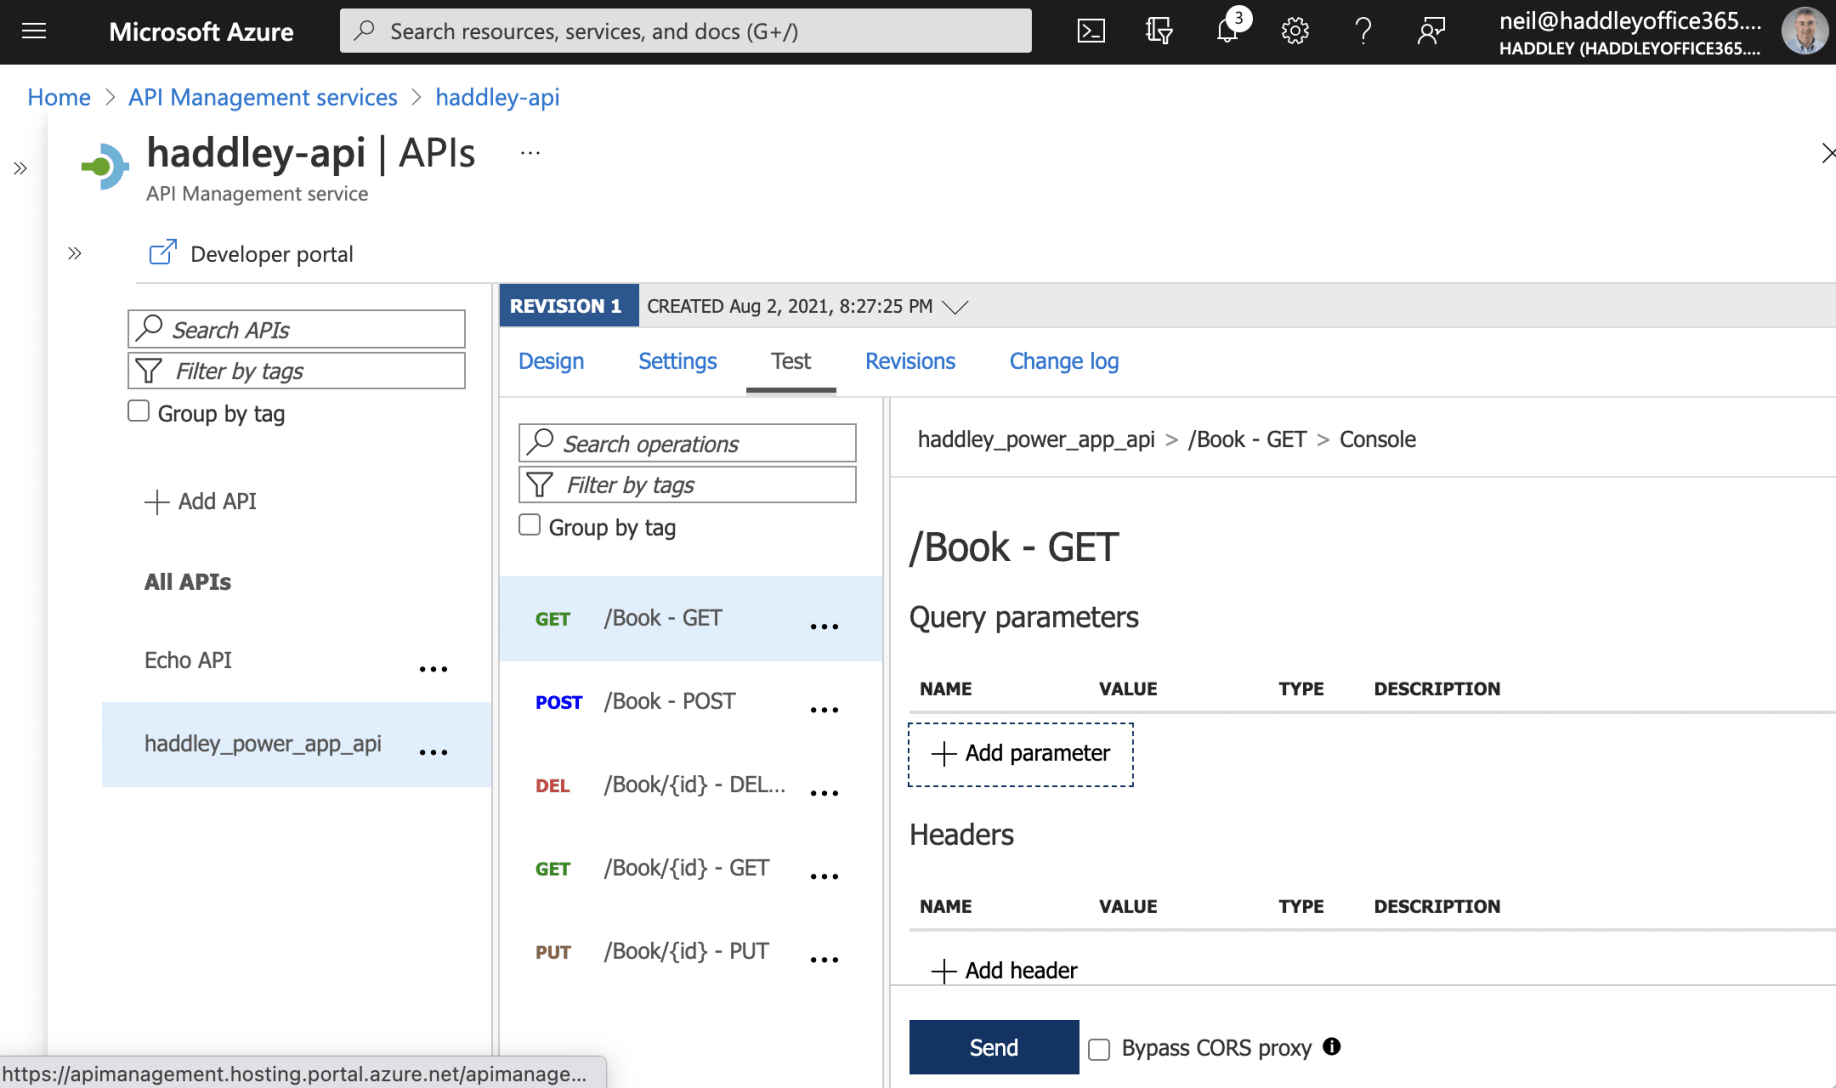 Microsoft Azure
Search resources, services, and docs (G+/)
3
neil@haddleyoffice365....
HADDLEY (HADDLEYOFFICE365....
Home > API Management services > haddley-api
haddley-api | APIs ...
API Management service
Developer portal
Search APIs
Filter by tags
Group by tag
Add API
All APIs
Echo API
haddley_power_app_api
REVISION 1 CREATED Aug 2, 2021, 8:27:25 PM
Design Settings Test Revisions Change log
Search operations
Filter by tags
Group by tag
GET /Book - GET
POST /Book - POST
DEL /Book/{id} - DEL...
GET /Book/{id} - GET
PUT /Book/{id} - PUT
haddley_power_app_api > /Book - GET > Console
/Book - GET
Query parameters
NAME VALUE TYPE DESCRIPTION
Add parameter
Headers
NAME VALUE TYPE DESCRIPTION
Add header
Send Bypass CORS proxy
https://apimanagement.hosting.portal.azure.net/apimanage...